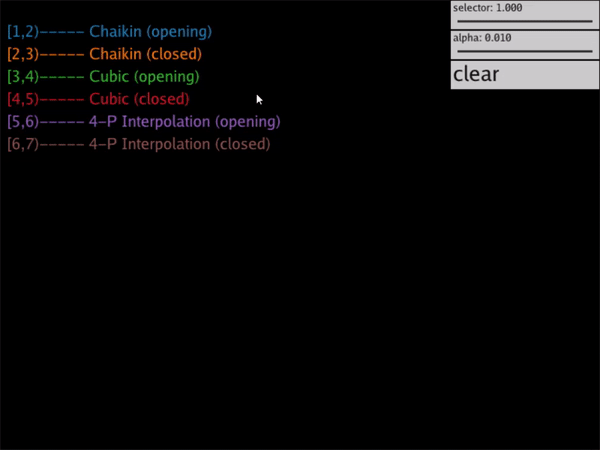 [1,2)----- Chaikin (opening)
[2,3)----- Chaikin (closed)
[3,4)----- Cubic (opening)
[4,5)----- Cubic (closed)
[5,6)----- 4-P Interpolation (opening)
[6,7)----- 4-P Interpolation (closed)
selector: 1.000
alpha: 0.010
clear